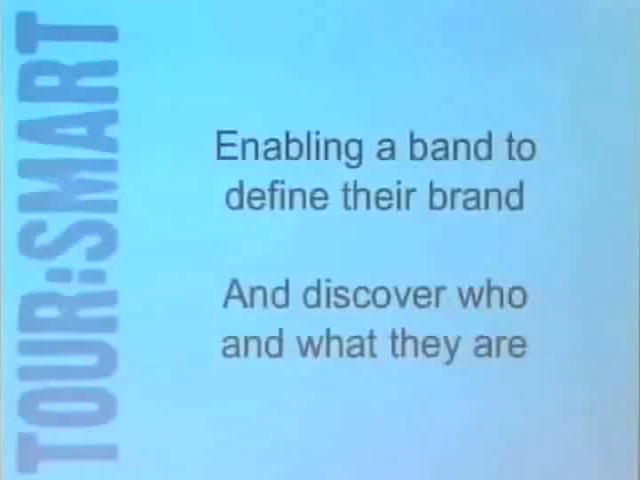 TOUR:SMART
Enabling a band to
define their brand
And discover who
and what they are